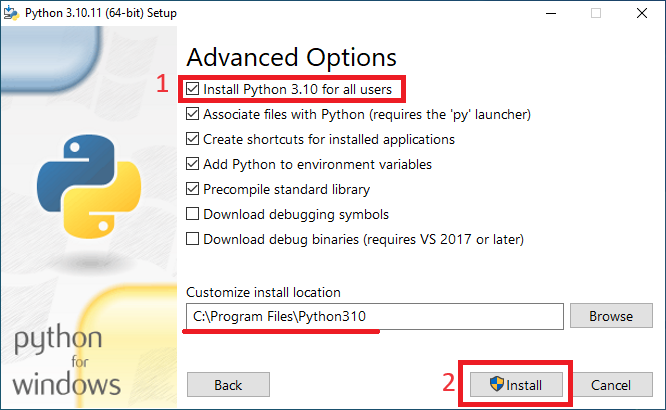 Python 3.10.11 (64-bit) Setup
Advanced Options
1
Install Python 3.10 for all users
Associate files with Python (requires the 'py' launcher)
Create shortcuts for installed applications
Add Python to environment variables
Precompile standard library
Download debugging symbols
Download debug binaries (requires VS 2017 or later)
Customize install location
C:\Program Files\Python310
Browse
python
for
windows
Back
2
Install
Cancel